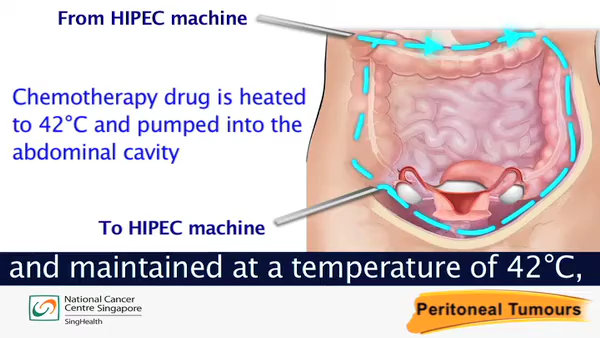 From HIPEC machine
Chemotherapy drug is heated
to 42°C and pumped into the
abdominal cavity
To HIPEC machine
and maintained at a temperature of 42°C,
National Cancer
Centre Singapore
SingHealth
Peritoneal Tumours